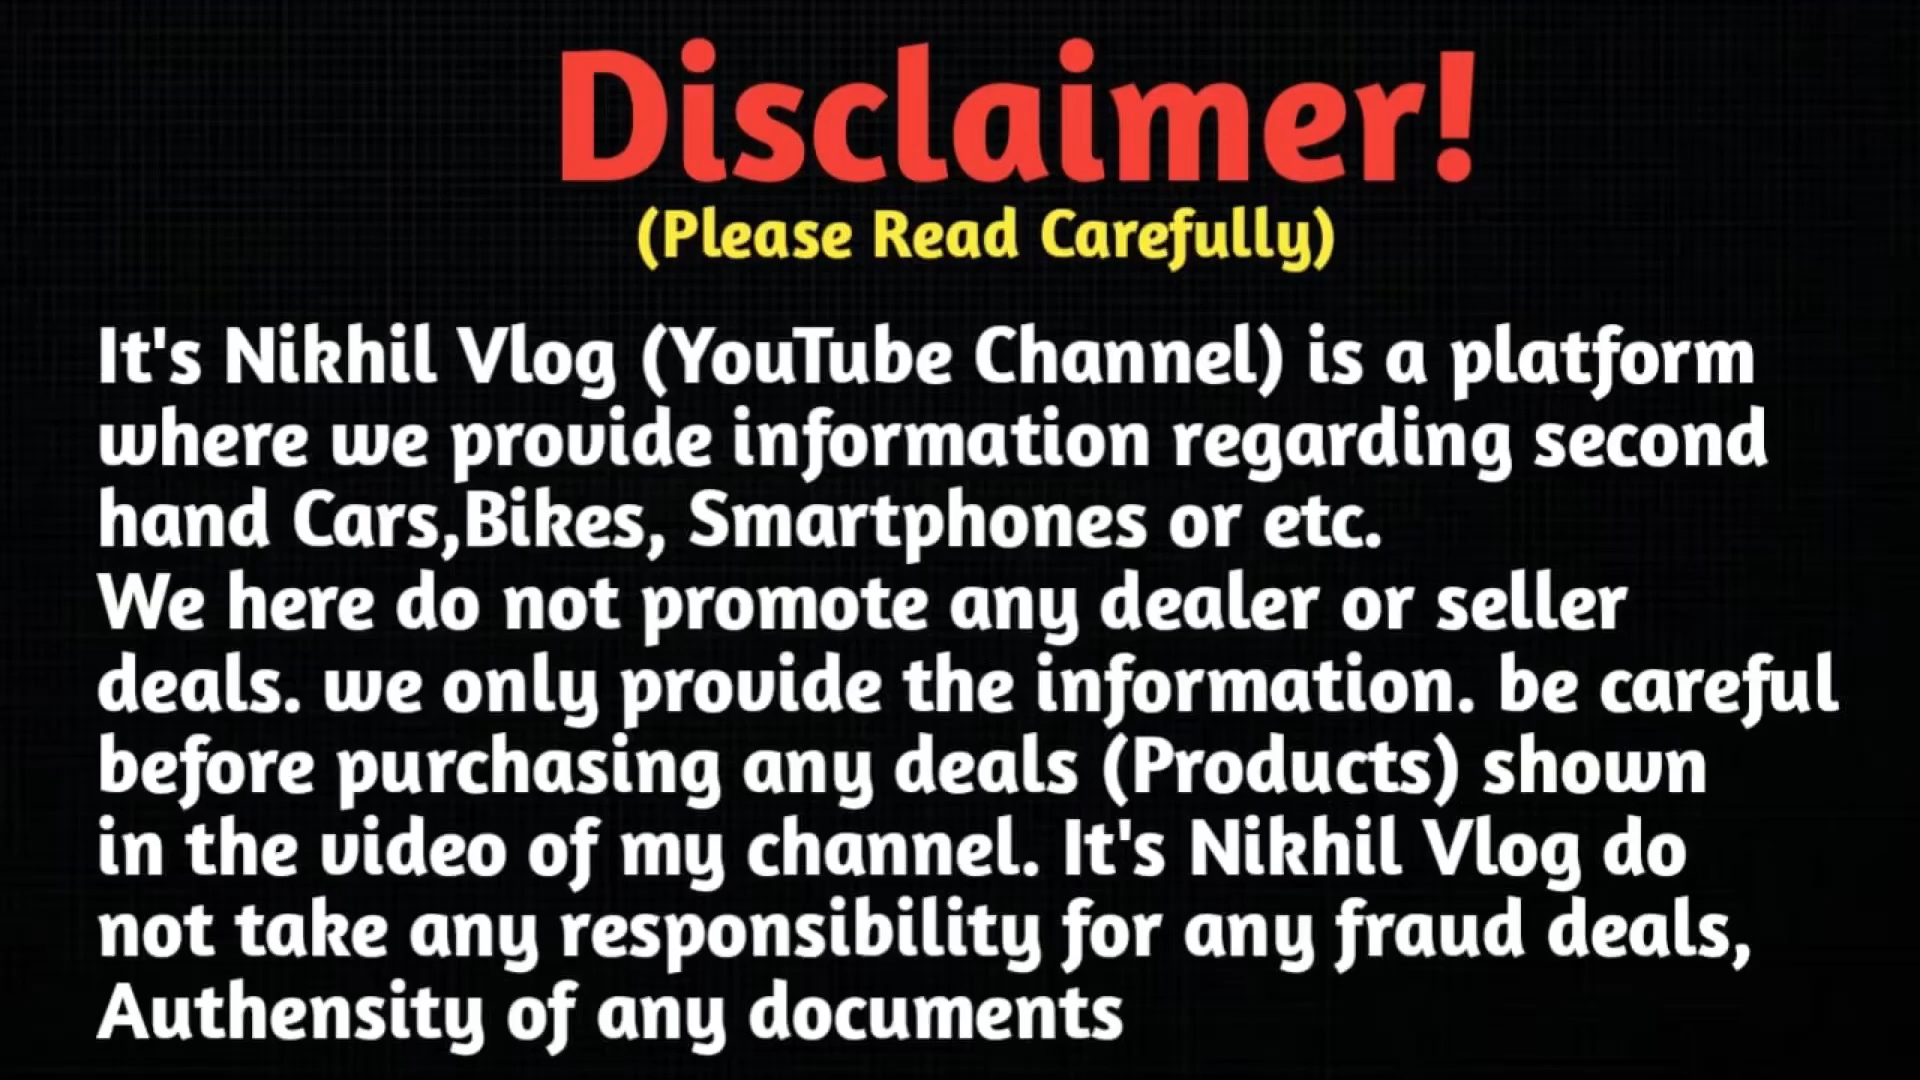 Disclaimer!
(Please Read Carefully)
It's Nikhil Vlog (YouTube Channel) is a platform
where we provide information regarding second
hand Cars,Bikes, Smartphones or etc.
We here do not promote any dealer or seller
deals. we only provide the information. be careful
before purchasing any deals (Products) shown
in the video of my channel. It's Nikhil Vlog do
not take any responsibility for any fraud deals,
Authensity of any documents